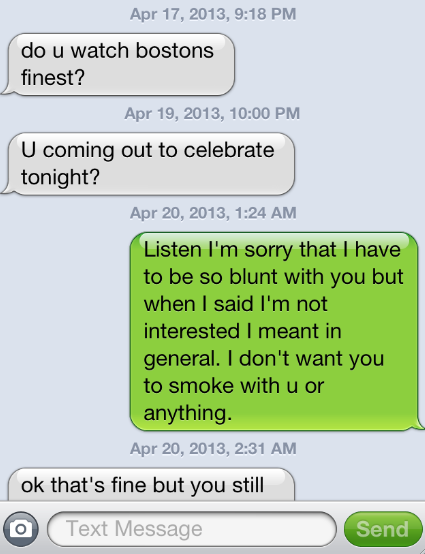 Apr 17, 2013, 9:18 PM
do u watch bostons
finest?
Apr 19, 2013, 10:00 PM
U coming out to celebrate
tonight?
Apr 20, 2013, 1:24 AM
Listen I'm sorry that I have
to be so blunt with you but
when I said I'm not
interested I meant in
general. I don't want you
to smoke with u or
anything.
Apr 20, 2013, 2:31 AM
ok that's fine but you still
Text Message
Send